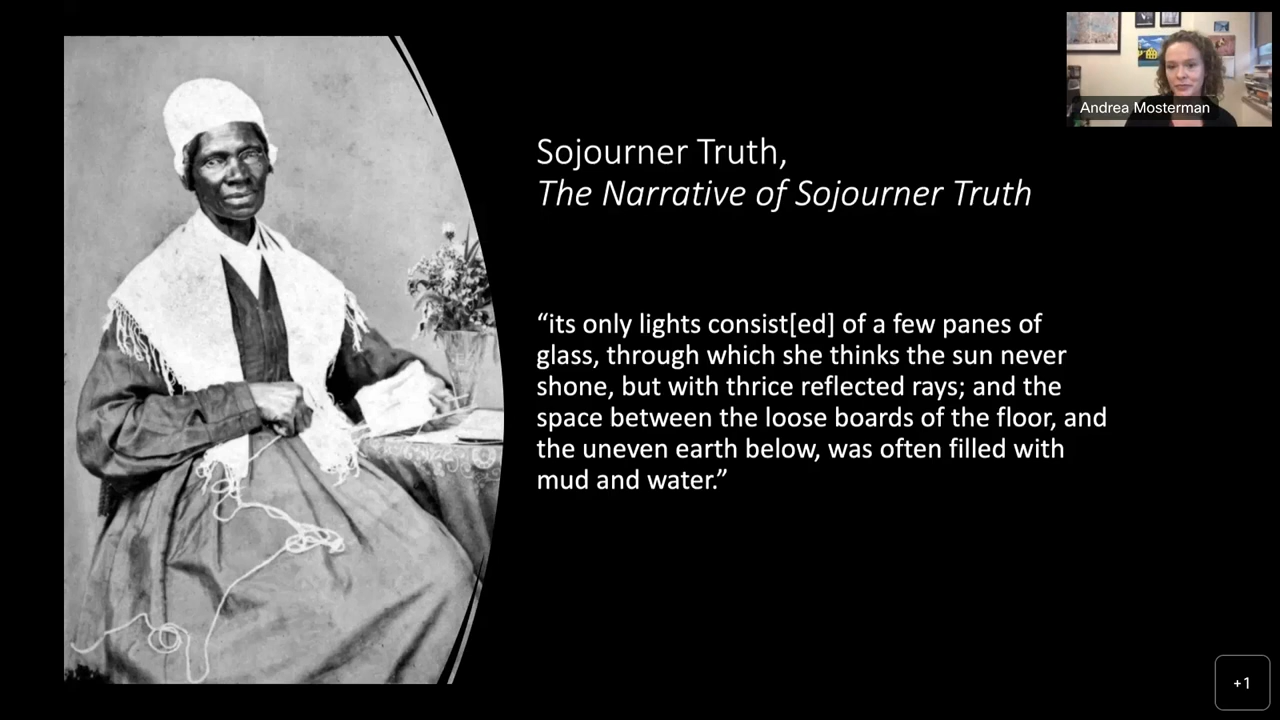 Andrea Mosterman
Sojourner Truth,
The Narrative of Sojourner Truth
“its only lights consist[ed] of a few panes of
glass, through which she thinks the sun never
shone, but with thrice reflected rays; and the
space between the loose boards of the floor, and
the uneven earth below, was often filled with
mud and water.”
+1